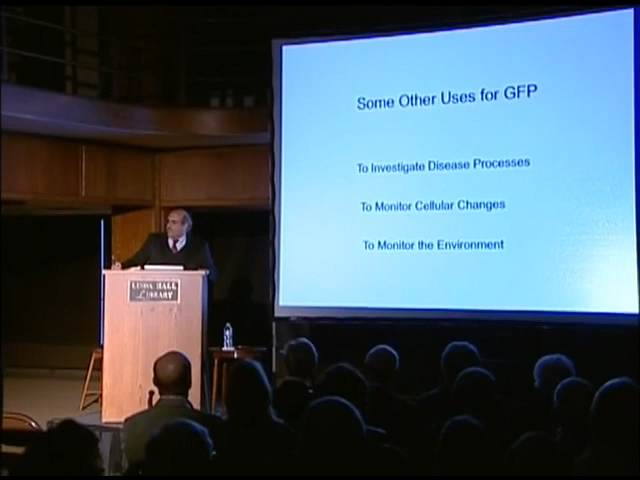 Some Other Uses for GFP
To Investigate Disease Processes
To Monitor Cellular Changes
To Monitor the Environment
LINDA HALL
LIBRARY